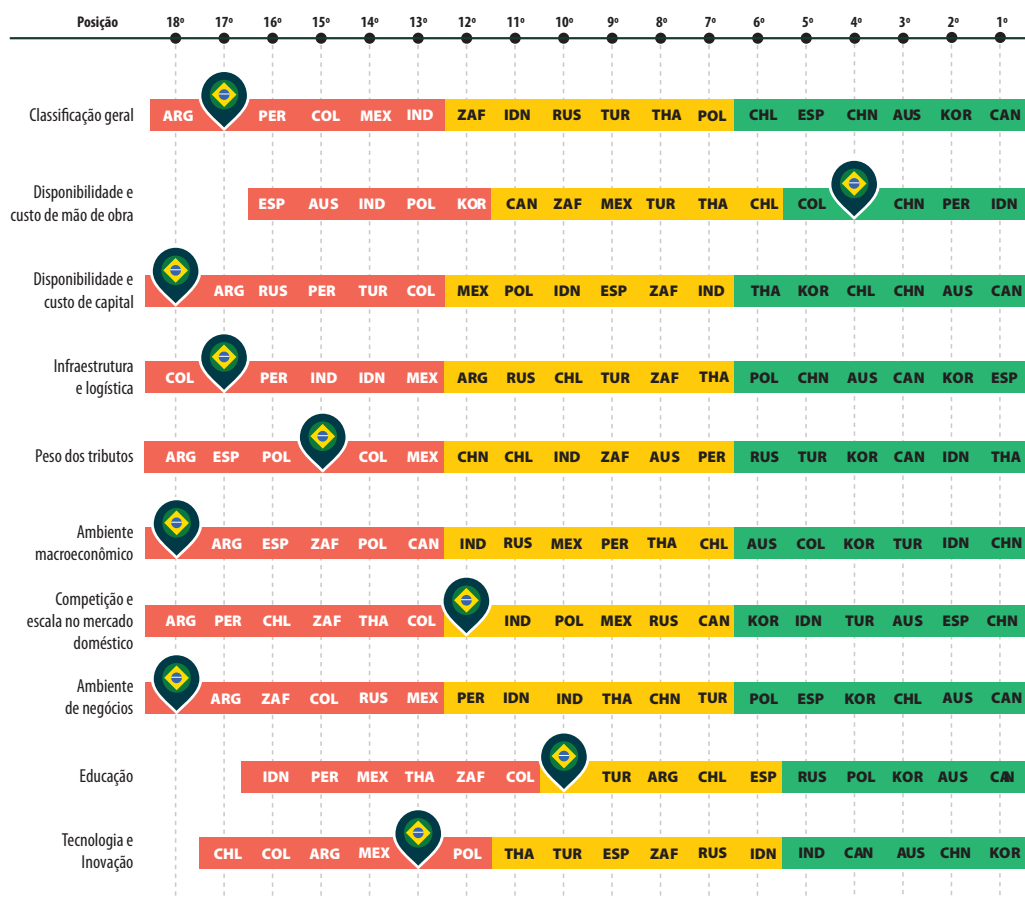 Posição 18º 17º 16º 15º 14º 13º 12º 11º 10º 9º 8º 7º 6º 5º 4º 3º 2º 1º
Classificação geral ARG PER COL MEX IND ZAF IDN RUS TUR THA POL CHL ESP CHN AUS KOR CAN
Disponibilidade e
custo de mão de obra ESP AUS IND POL KOR CAN ZAF MEX TUR THA CHL COL CHN PER IDN
Disponibilidade e
custo de capital ARG RUS PER TUR COL MEX POL IDN ESP ZAF IND THA KOR CHL CHN AUS CAN
Infraestrutura
e logística COL PER IND IDN MEX ARG RUS CHL TUR ZAF THA POL CHN AUS CAN KOR ESP
Peso dos tributos ARG ESP POL COL MEX CHN CHL IND ZAF AUS PER RUS TUR KOR CAN IDN THA
Ambiente
macroeconômico ARG ESP ZAF POL CAN IND RUS MEX PER THA CHL AUS COL KOR TUR IDN CHN
Competição e
escala no mercado ARG PER CHL ZAF THA COL IND POL MEX RUS CAN KOR IDN TUR AUS ESP CHN
doméstico
Ambiente
de negócios ARG ZAF COL RUS MEX PER IDN IND THA CHN TUR POL ESP KOR CHL AUS CAN
Educação IDN PER MEX THA ZAF COL TUR ARG CHL ESP RUS POL KOR AUS CAN
Tecnologia e
Inovação CHL COL ARG MEX POL THA TUR ESP ZAF RUS IDN IND CAN AUS CHN KOR